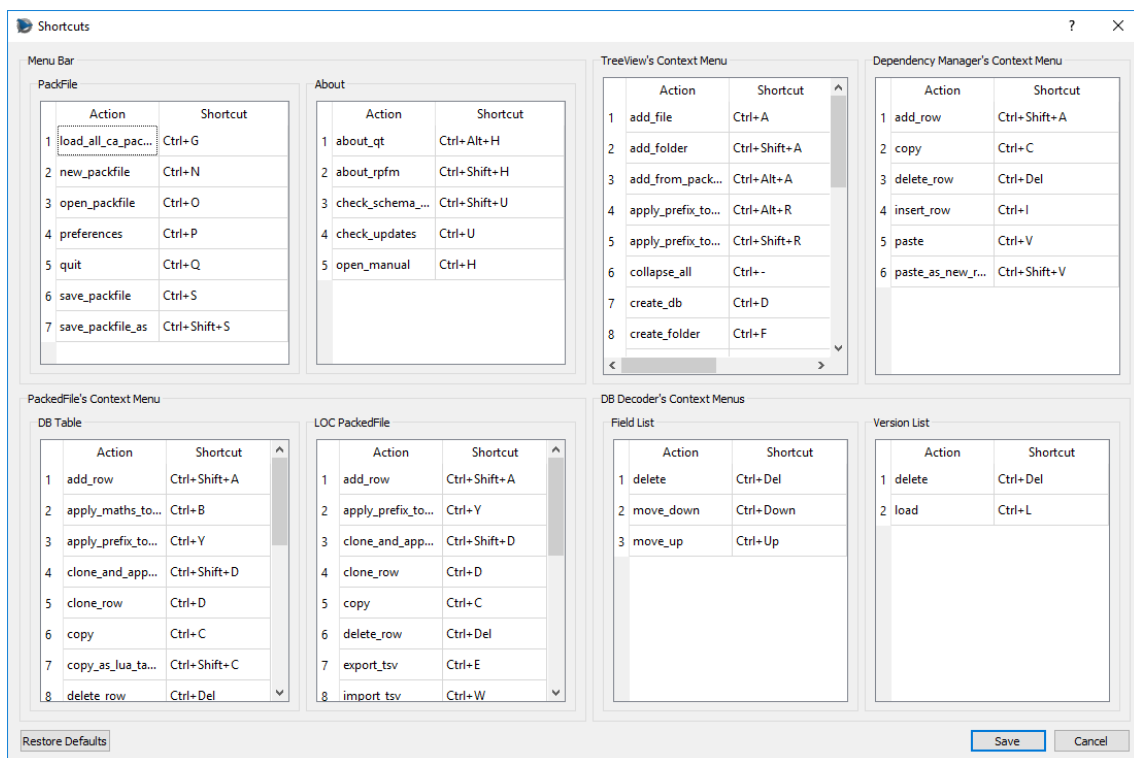 Shortcuts ?
Menu Bar
PackFile
Action Shortcut
1 load_all_ca_pac... Ctrl+G
2 new_packfile Ctrl+N
3 open_packfile Ctrl+O
4 preferences Ctrl+P
5 quit Ctrl+Q
6 save_packfile Ctrl+S
7 save_packfile_as Ctrl+Shift+S
About
Action Shortcut
1 about_qt Ctrl+Alt+H
2 about_rpfm Ctrl+Shift+H
3 check_schema_... Ctrl+Shift+U
4 check_updates Ctrl+U
5 open_manual Ctrl+H
TreeView's Context Menu
Action Shortcut
1 add_file Ctrl+A
2 add_folder Ctrl+Shift+A
3 add_from_pack... Ctrl+Alt+A
4 apply_prefix_to... Ctrl+Alt+R
5 apply_prefix_to... Ctrl+Shift+R
6 collapse_all Ctrl+-
7 create_db Ctrl+D
8 create_folder Ctrl+F
Dependency Manager's Context Menu
Action Shortcut
1 add_row Ctrl+Shift+A
2 copy Ctrl+C
3 delete_row Ctrl+Del
4 insert_row Ctrl+I
5 paste Ctrl+V
6 paste_as_new_r... Ctrl+Shift+V
PackedFile's Context Menu
DB Table
Action Shortcut
1 add_row Ctrl+Shift+A
2 apply_maths_to... Ctrl+B
3 apply_prefix_to... Ctrl+Y
4 clone_and_app... Ctrl+Shift+D
5 clone_row Ctrl+D
6 copy Ctrl+C
7 copy_as_lua_ta... Ctrl+Shift+C
8 delete_row Ctrl+Del
LOC PackedFile
Action Shortcut
1 add_row Ctrl+Shift+A
2 apply_prefix_to... Ctrl+Y
3 clone_and_app... Ctrl+Shift+D
4 clone_row Ctrl+D
5 copy Ctrl+C
6 delete_row Ctrl+Del
7 export_tsv Ctrl+E
8 import_tsv Ctrl+W
DB Decoder's Context Menus
Field List
Action Shortcut
1 delete Ctrl+Del
2 move_down Ctrl+Down
3 move_up Ctrl+Up
Version List
Action Shortcut
1 delete Ctrl+Del
2 load Ctrl+L
Restore Defaults Save Cancel